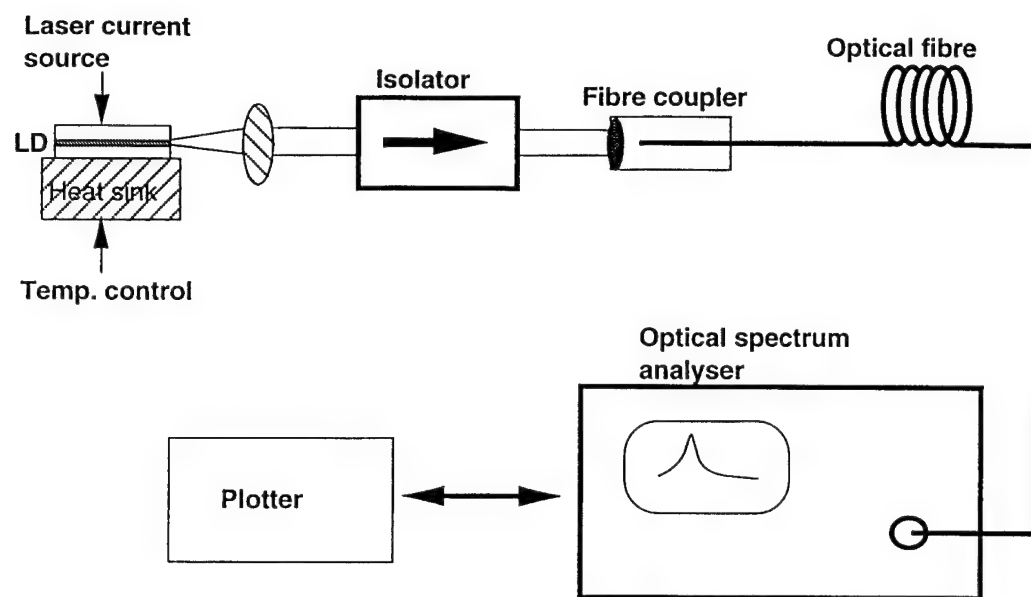 Laser current
source
Isolator
Optical fibre
Fibre coupler
LD
Heat sink
Temp. control
Optical spectrum
analyser
Plotter